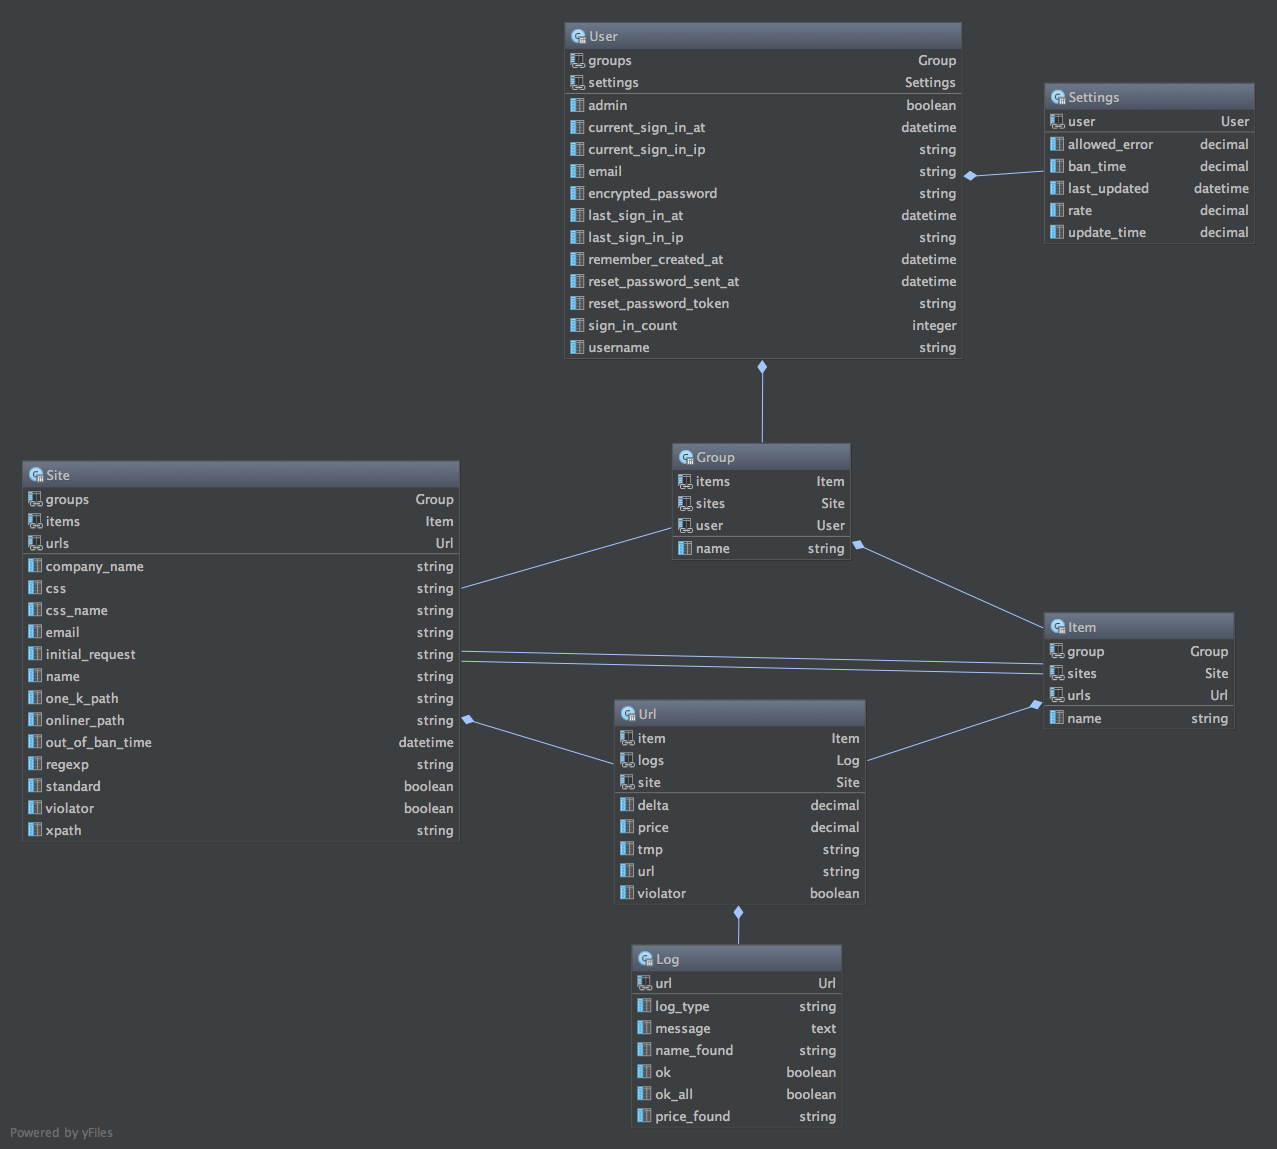 User
groups Group
settings Settings
admin boolean
current_sign_in_at datetime
current_sign_in_ip string
email string
encrypted_password string
last_sign_in_at datetime
last_sign_in_ip string
remember_created_at datetime
reset_password_sent_at datetime
reset_password_token string
sign_in_count integer
username string
Settings
user User
allowed_error decimal
ban_time decimal
last_updated datetime
rate decimal
update_time decimal
Group
items Item
sites Site
user User
name string
Site
groups Group
items Item
urls Url
company_name string
css string
css_name string
email string
initial_request string
name string
one_k_path string
onliner_path string
out_of_ban_time datetime
regexp string
standard boolean
violator boolean
xpath string
Item
group Group
sites Site
urls Url
name string
Url
item Item
logs Log
site Site
delta decimal
price decimal
tmp string
url string
violator boolean
Log
url Url
log_type string
message text
name_found string
ok boolean
ok_all boolean
price_found string
Powered by yFiles